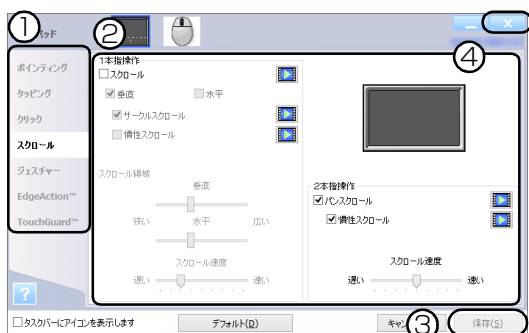 ① パッド ② ④
ポインティング
タッピング
クリック
スクロール
ジェスチャー
EdgeAction™
TouchGuard™
1本指操作
スクロール
垂直 水平
サークルスクロール
慣性スクロール
スクロール領域
垂直
狭い 水平 広い
スクロール速度
遅い 速い
2本指操作
パンスクロール
慣性スクロール
スクロール速度
遅い 速い
?
タスクバーにアイコンを表示します デフォルト(D) キャン ③ 保存(S)